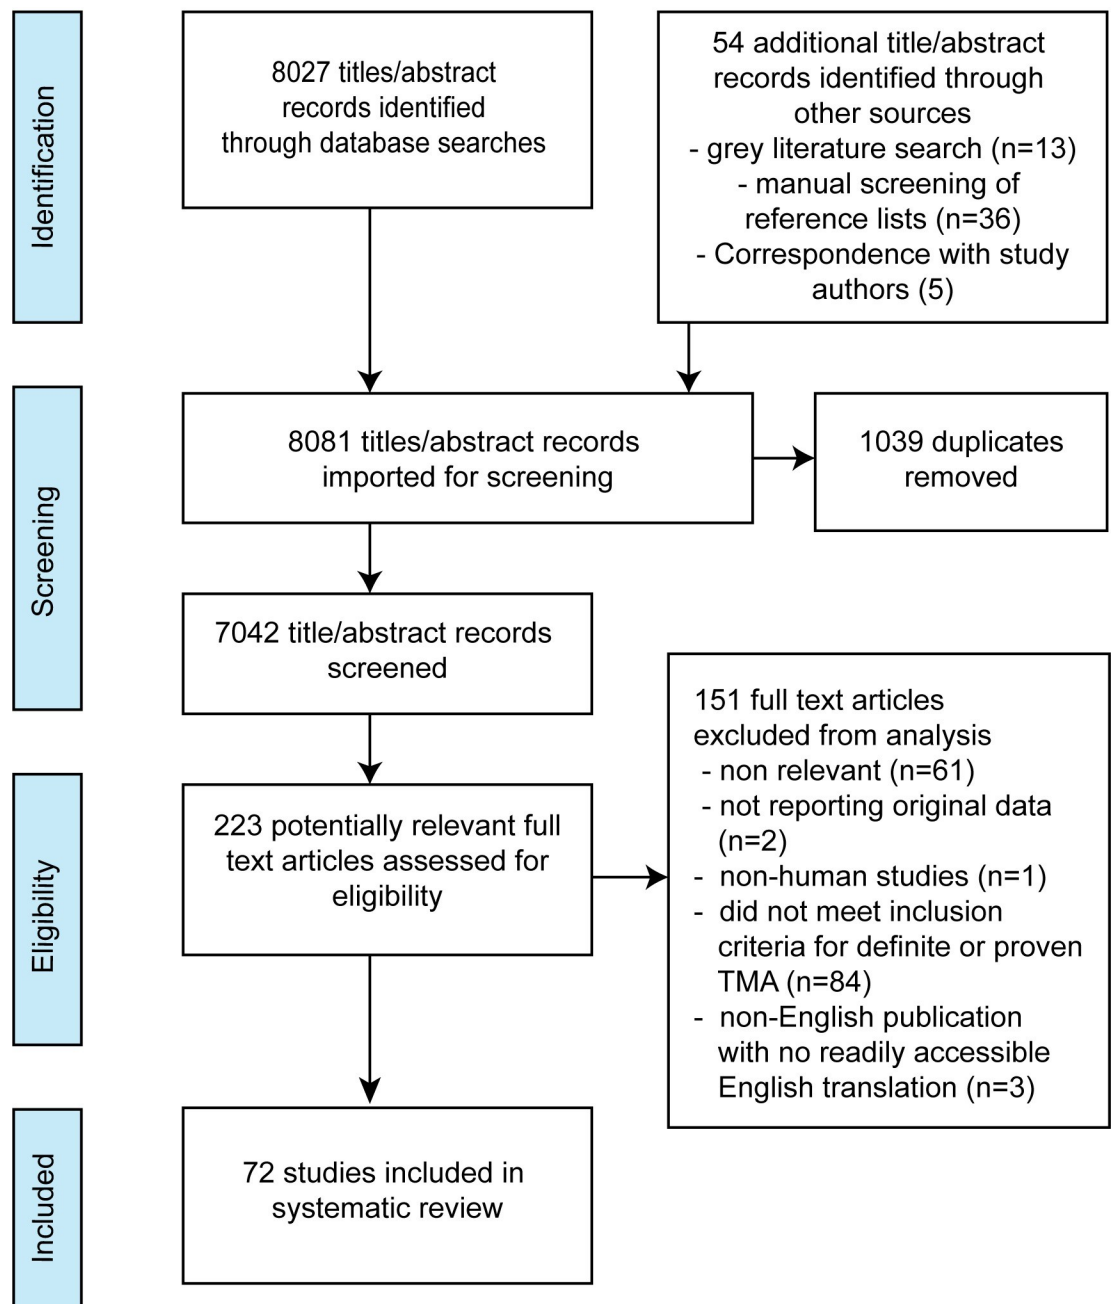 Identification
8027 titles/abstract
records identified
through database searches
54 additional title/abstract
records identified through
other sources
- grey literature search (n=13)
- manual screening of
reference lists (n=36)
- Correspondence with study
authors (5)
Screening
8081 titles/abstract records
imported for screening
1039 duplicates
removed
7042 title/abstract records
screened
Eligibility
223 potentially relevant full
text articles assessed for
eligibility
151 full text articles
excluded from analysis
- non relevant (n=61)
- not reporting original data
(n=2)
- non-human studies (n=1)
- did not meet inclusion
criteria for definite or proven
TMA (n=84)
- non-English publication
with no readily accessible
English translation (n=3)
Included
72 studies included in
systematic review